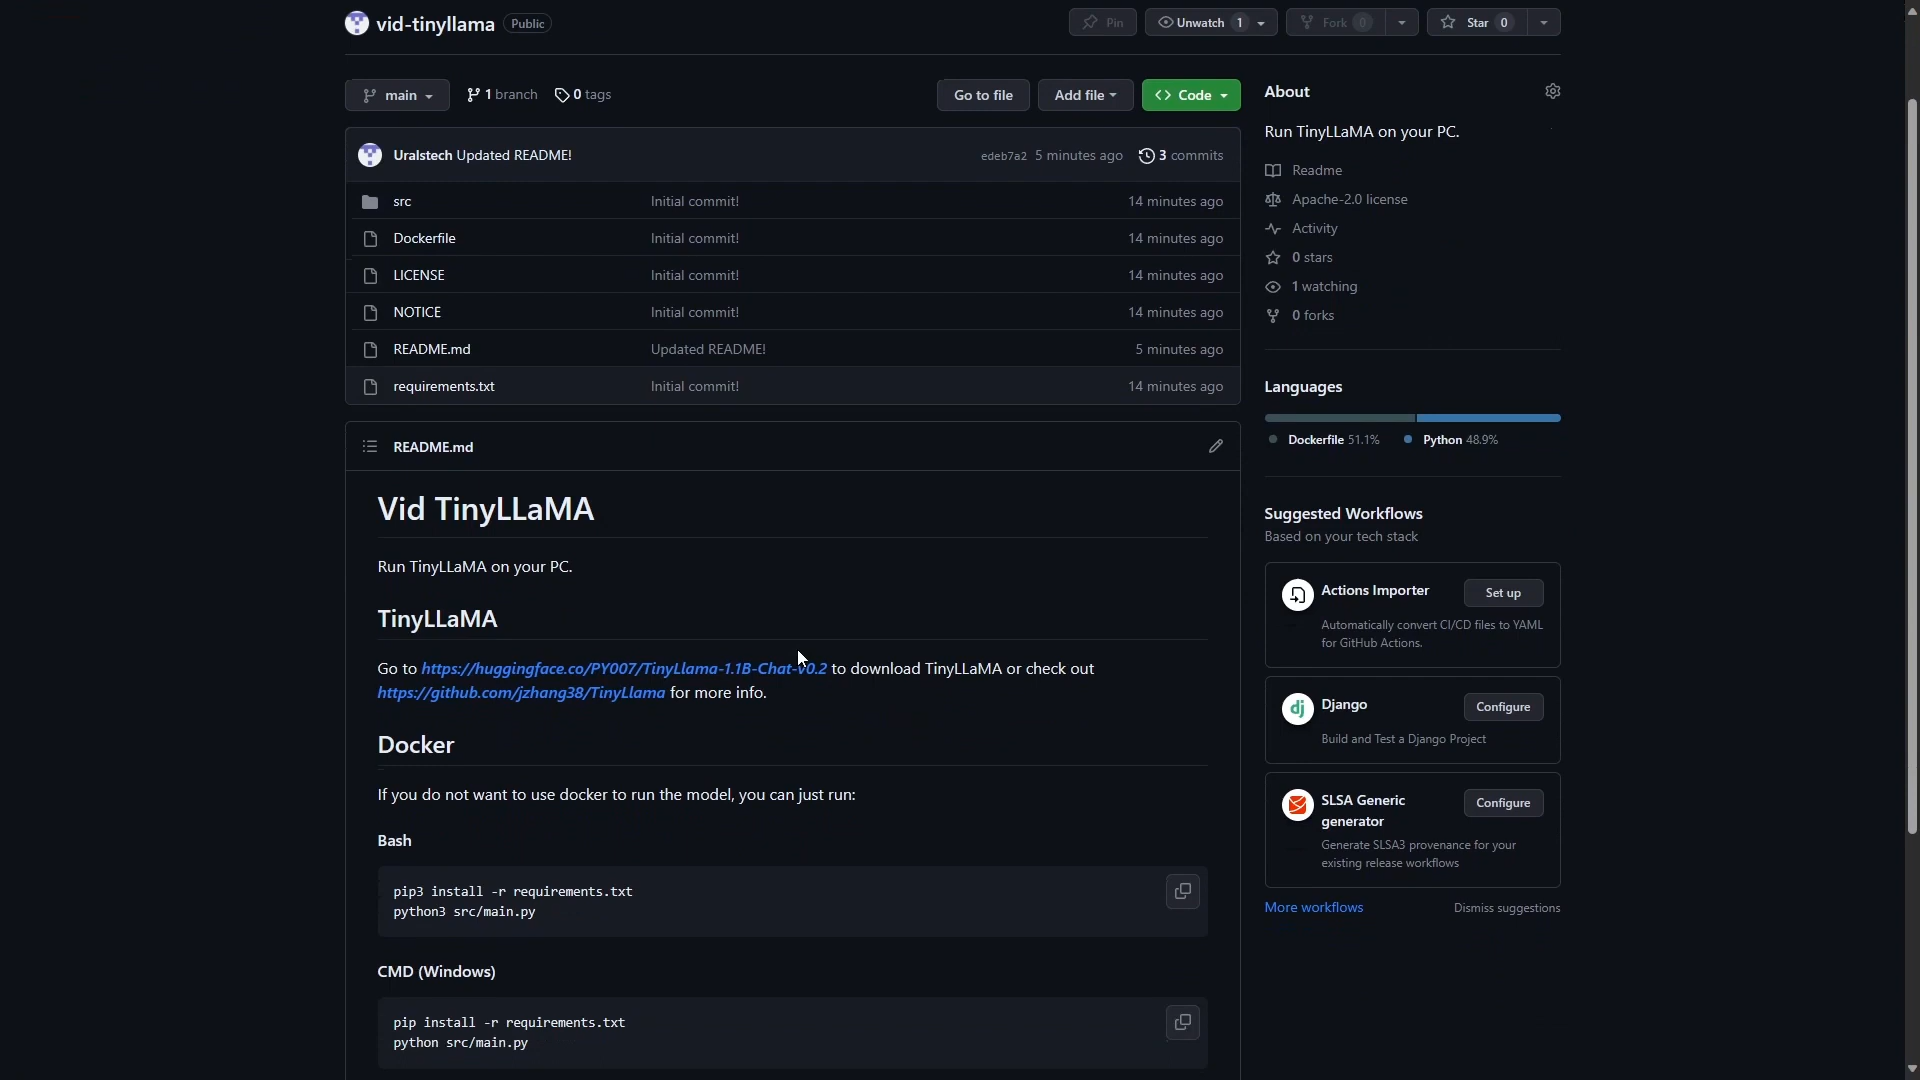 vid-tinyllama Public
Pin Unwatch 1 Fork 0 Star 0
main 1 branch 0 tags Go to file Add file Code
Uralstech Updated README! edeb7a2 5 minutes ago 3 commits
src Initial commit! 14 minutes ago
Dockerfile Initial commit! 14 minutes ago
LICENSE Initial commit! 14 minutes ago
NOTICE Initial commit! 14 minutes ago
README.md Updated README! 5 minutes ago
requirements.txt Initial commit! 14 minutes ago
README.md
Vid TinyLLaMA
Run TinyLLaMA on your PC.
TinyLLaMA
Go to https://huggingface.co/PY007/TinyLlama-1.1B-Chat-v0.2 to download TinyLLaMA or check out
https://github.com/jzhang38/TinyLlama for more info.
Docker
If you do not want to use docker to run the model, you can just run:
Bash
pip3 install -r requirements.txt
python3 src/main.py
CMD (Windows)
pip install -r requirements.txt
python src/main.py
About
Run TinyLLaMA on your PC.
Readme
Apache-2.0 license
Activity
0 stars
1 watching
0 forks
Languages
Dockerfile 51.1% Python 48.9%
Suggested Workflows
Based on your tech stack
Actions Importer Set up
Automatically convert CI/CD files to YAML
for GitHub Actions.
dj Django Configure
Build and Test a Django Project
SLSA Generic Configure
generator
Generate SLSA3 provenance for your
existing release workflows
More workflows Dismiss suggestions